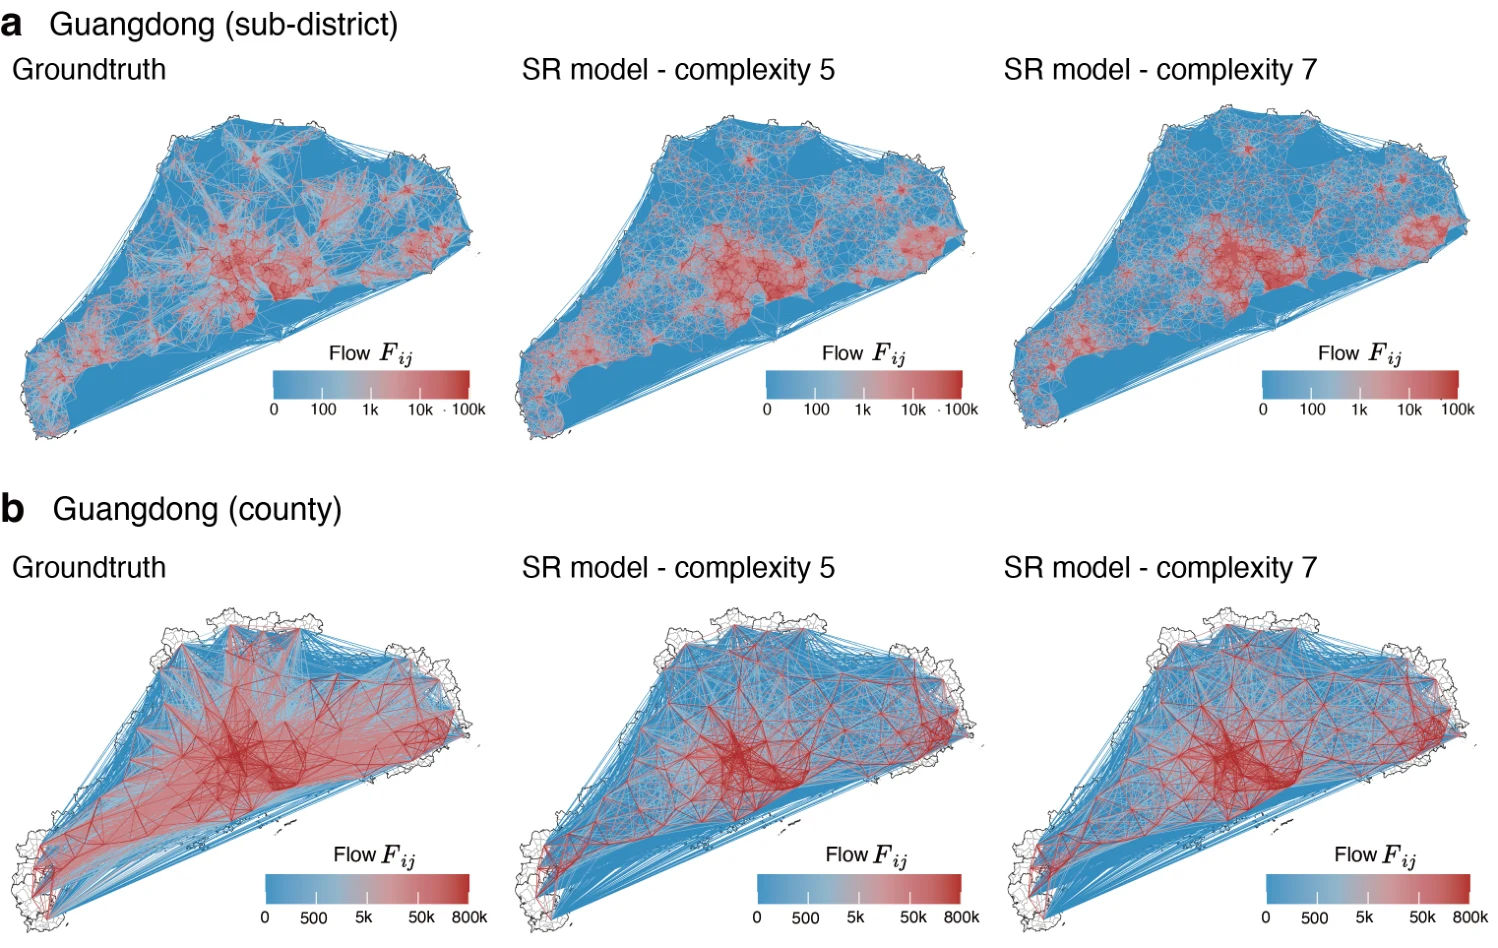 a Guangdong (sub-district)
Groundtruth
SR model - complexity 5
SR model - complexity 7
Flow Fij
0 100 1k 10k 100k
Flow Fij
0 100 1k 10k 100k
Flow Fij
0 100 1k 10k 100k
b Guangdong (county)
Groundtruth
SR model - complexity 5
SR model - complexity 7
Flow Fij
0 500 5k 50k 800k
Flow Fij
0 500 5k 50k 800k
Flow Fij
0 500 5k 50k 800k